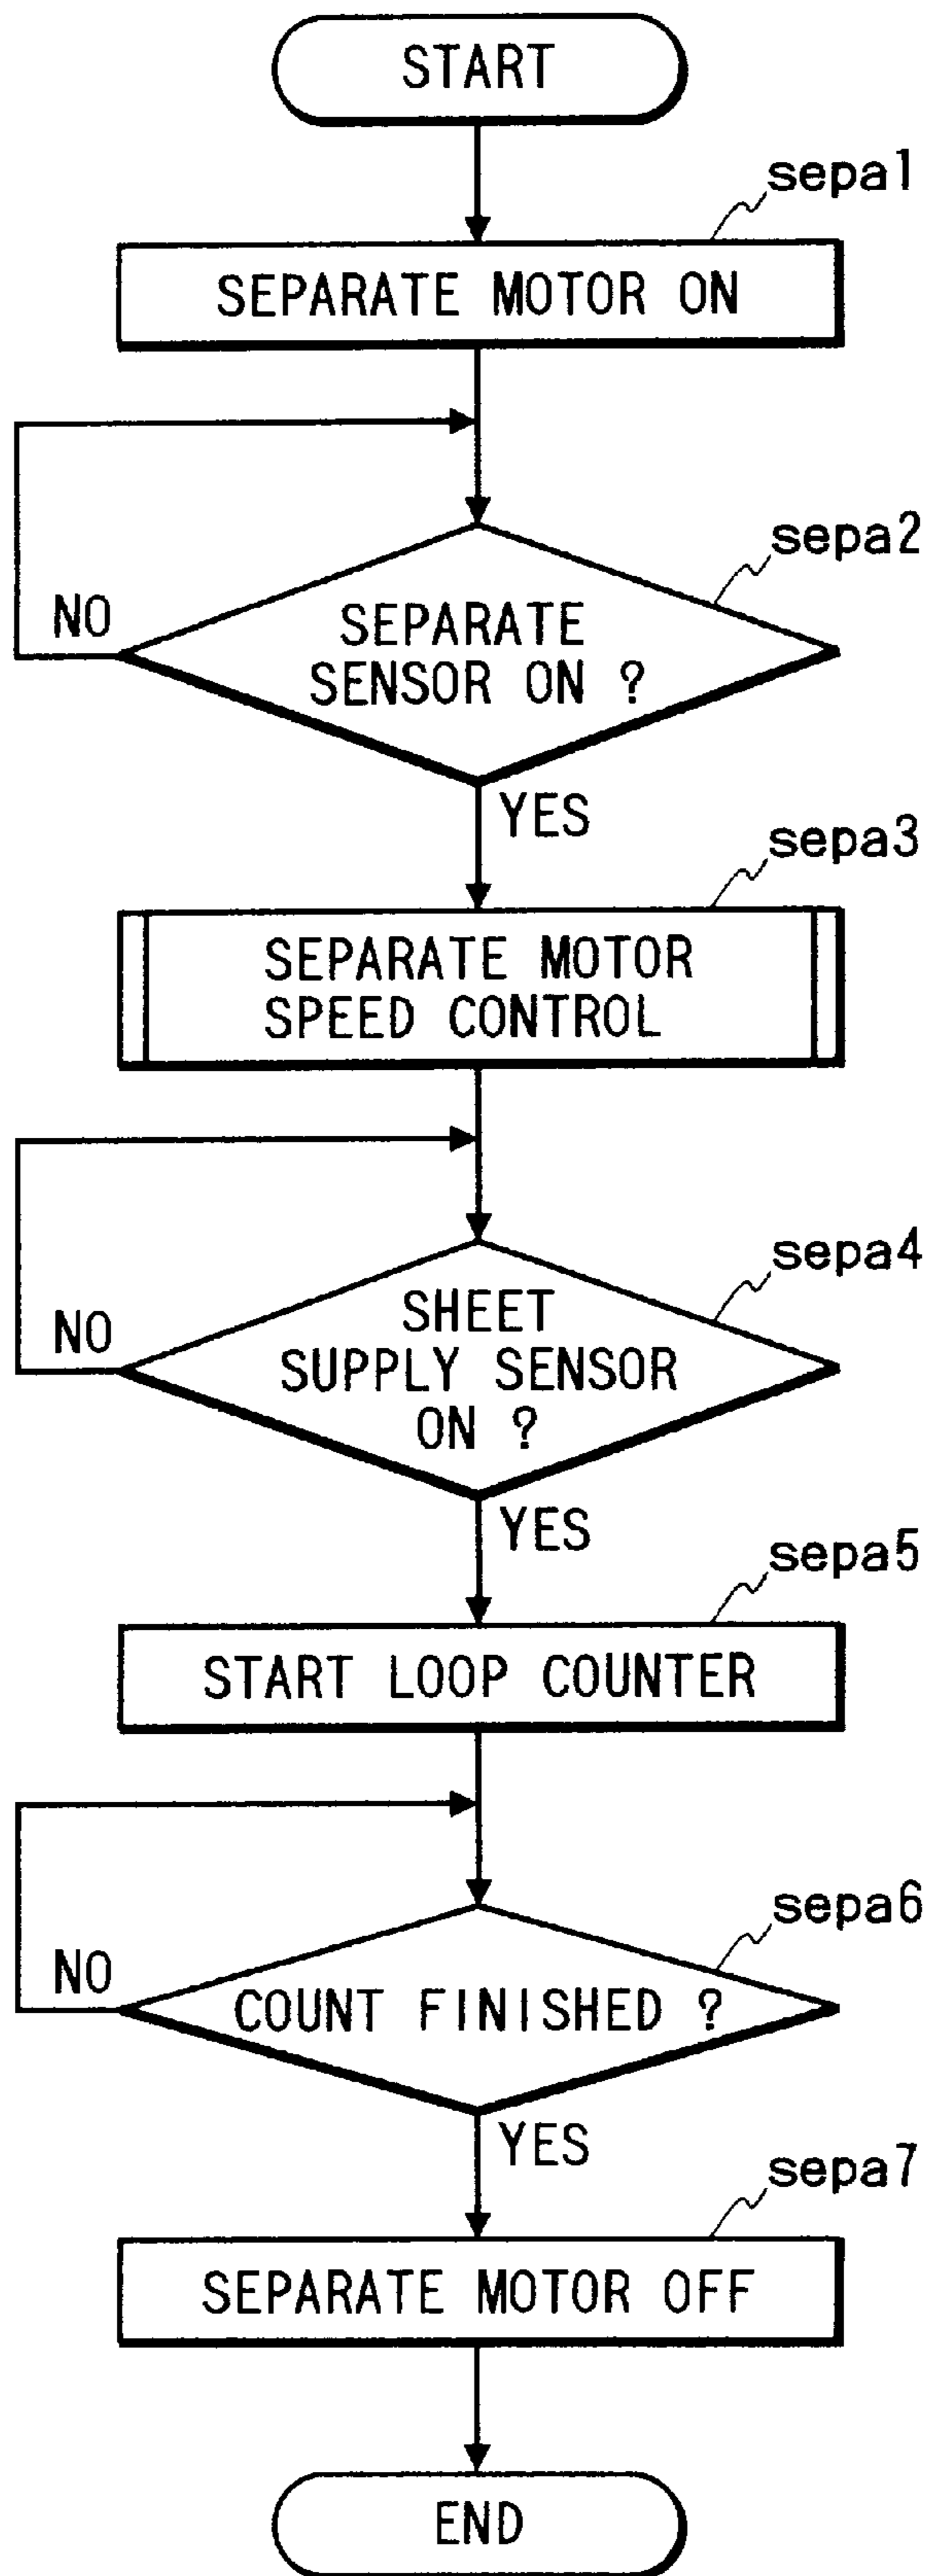 START
sepa1
SEPARATE MOTOR ON
sepa2
NO
SEPARATE
SENSOR ON ?
YES
sepa3
SEPARATE MOTOR
SPEED CONTROL
sepa4
NO
SHEET
SUPPLY SENSOR
ON ?
YES
sepa5
START LOOP COUNTER
sepa6
NO
COUNT FINISHED ?
YES
sepa7
SEPARATE MOTOR OFF
END